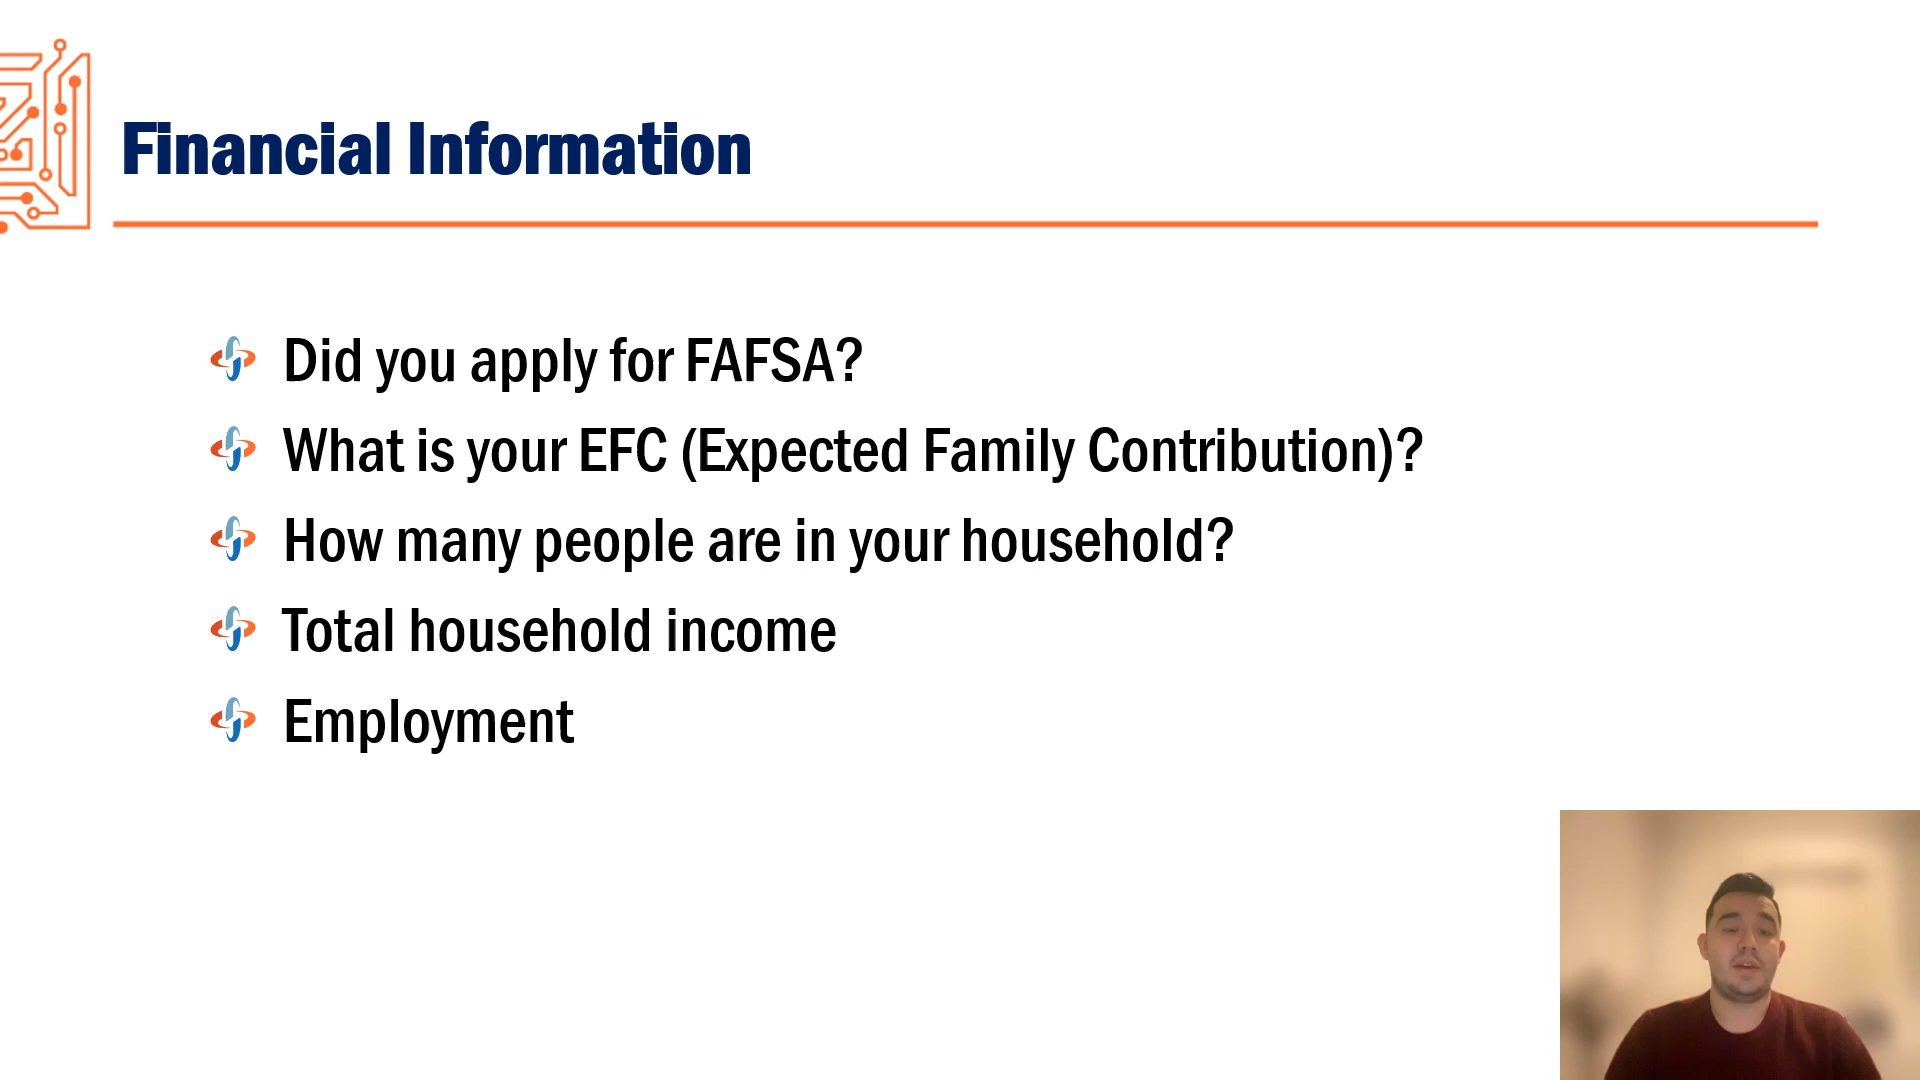 Financial Information
Did you apply for FAFSA?
What is your EFC (Expected Family Contribution)?
How many people are in your household?
Total household income
Employment